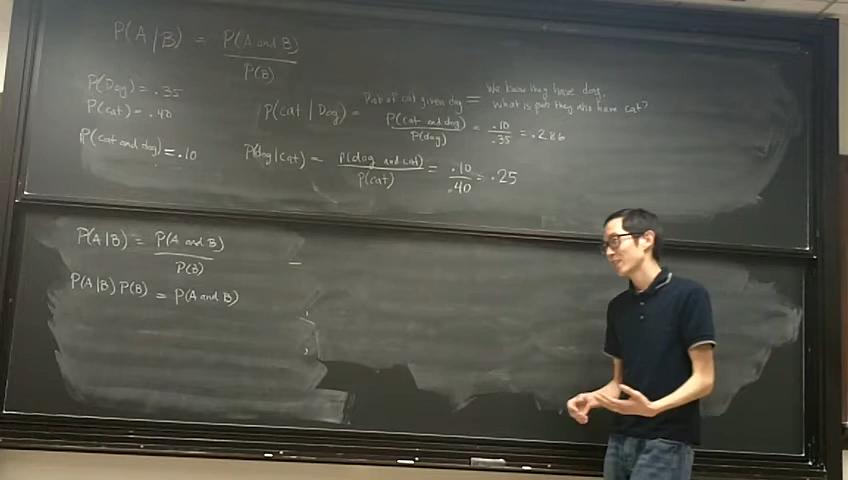 P(A|B) = P(A and B) / P(B)
P(Dog) = .35
P(cat) = .40
P(cat and dog) = .10
P(cat | Dog) = Prob of cat given dog = We know they have dog,
what is prob they also have cat?
P(cat and dog) / P(dog) = .10 / .35 = .286
P(dog | cat) = P(dog and cat) / P(cat) = .10 / .40 = .25
P(A|B) = P(A and B) / P(B)
P(A|B) P(B) = P(A and B)